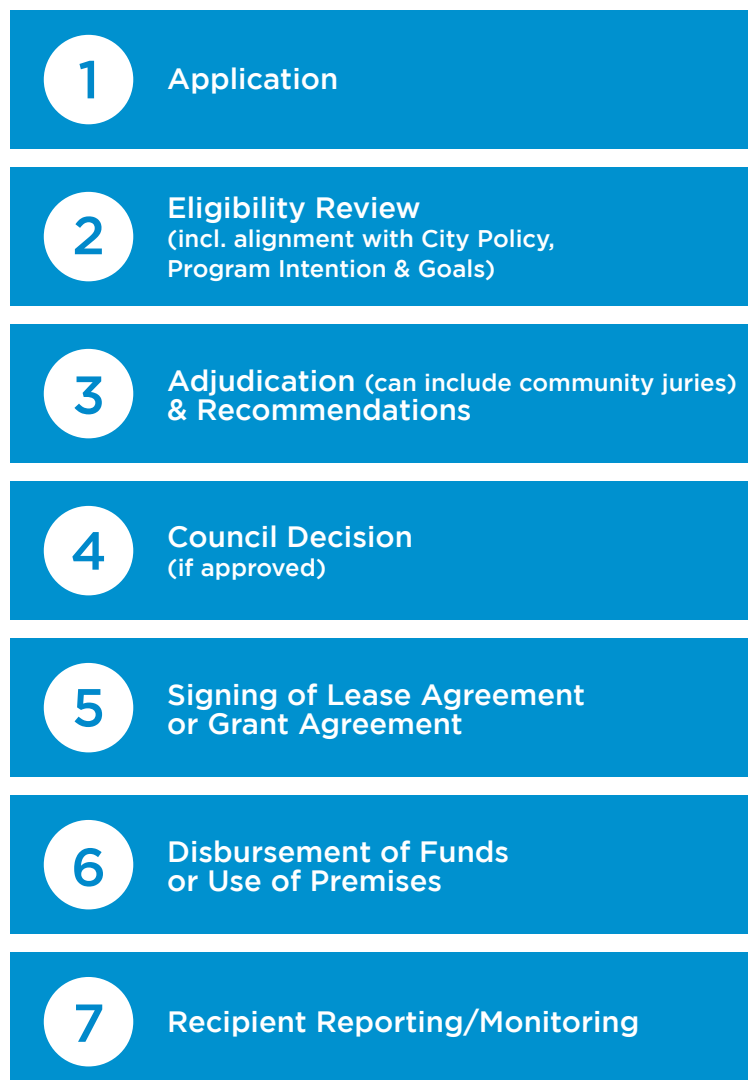 1
Application
2
Eligibility Review
(incl. alignment with City Policy,
Program Intention & Goals)
3
Adjudication (can include community juries)
& Recommendations
4
Council Decision
(if approved)
5
Signing of Lease Agreement
or Grant Agreement
6
Disbursement of Funds
or Use of Premises
7
Recipient Reporting/Monitoring